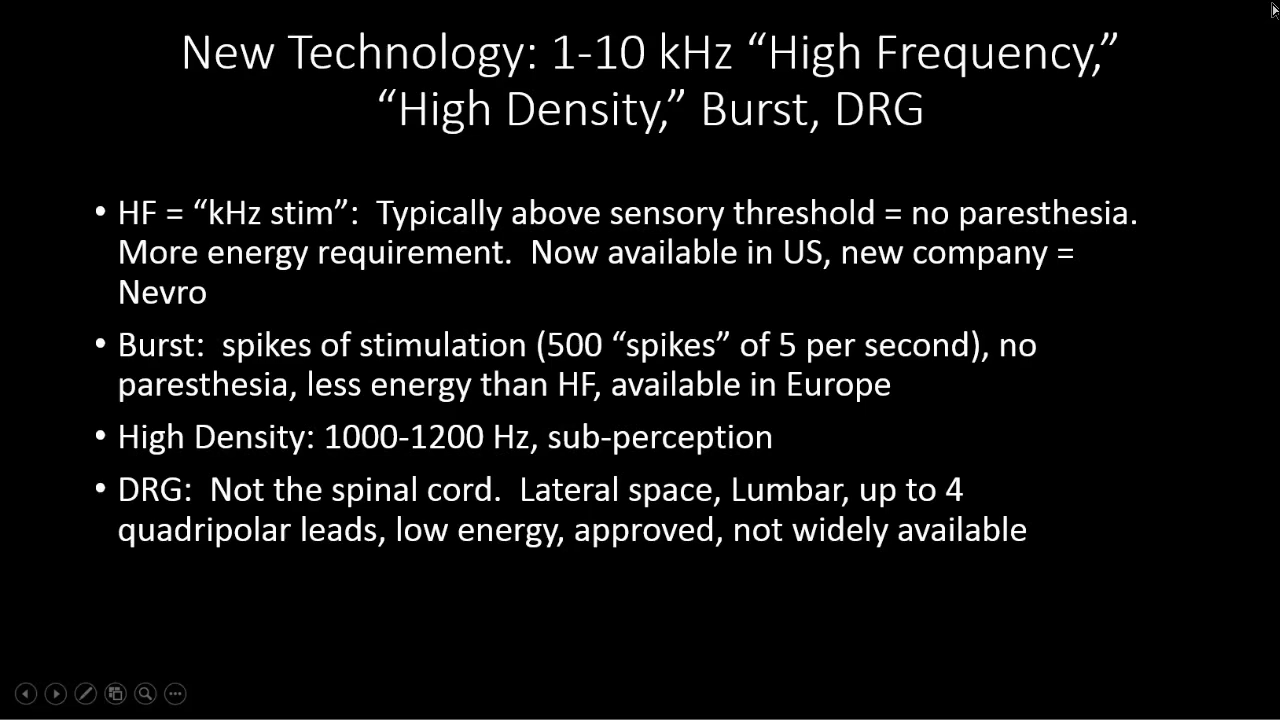 New Technology: 1-10 kHz “High Frequency,”
“High Density,” Burst, DRG
• HF = “kHz stim”:  Typically above sensory threshold = no paresthesia.
More energy requirement.  Now available in US, new company =
Nevro
• Burst:  spikes of stimulation (500 “spikes” of 5 per second), no
paresthesia, less energy than HF, available in Europe
• High Density: 1000-1200 Hz, sub-perception
• DRG:  Not the spinal cord.  Lateral space, Lumbar, up to 4
quadripolar leads, low energy, approved, not widely available